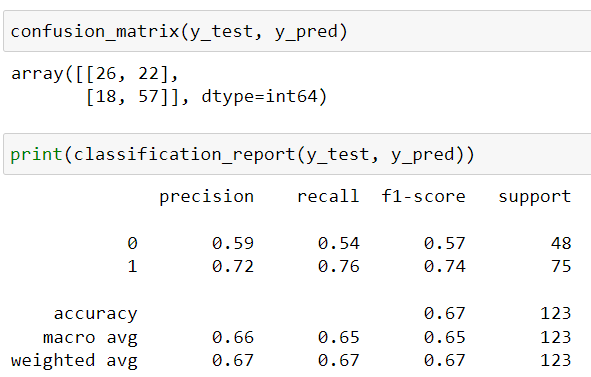 confusion_matrix(y_test, y_pred)
array([[26, 22],
       [18, 57]], dtype=int64)
print(classification_report(y_test, y_pred))
              precision    recall  f1-score   support

           0       0.59      0.54      0.57        48
           1       0.72      0.76      0.74        75

    accuracy                           0.67       123
   macro avg       0.66      0.65      0.65       123
weighted avg       0.67      0.67      0.67       123